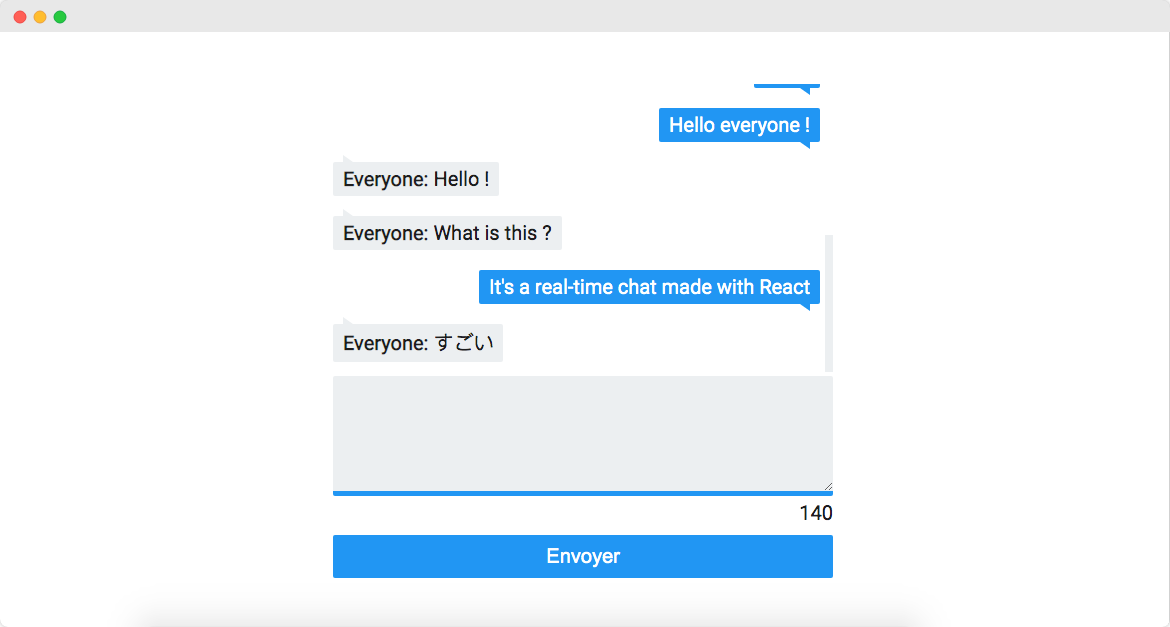 Hello everyone !
Everyone: Hello !
Everyone: What is this ?
It's a real-time chat made with React
Everyone: すごい
140
Envoyer